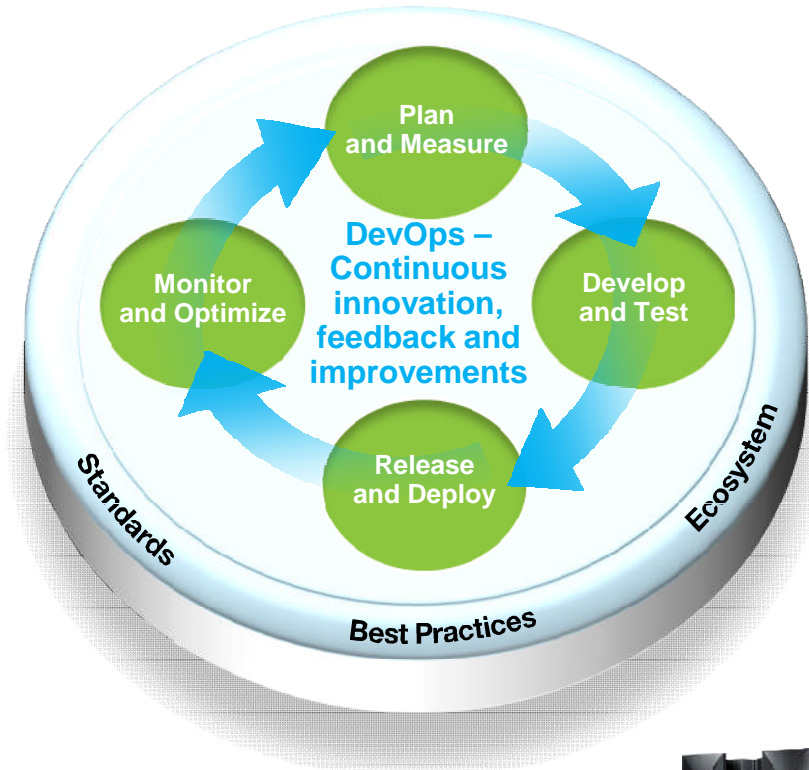 Plan
and Measure
DevOps –
Continuous
innovation,
feedback and
improvements
Monitor
and Optimize
Develop
and Test
Release
and Deploy
Standards
Best Practices
Ecosystem